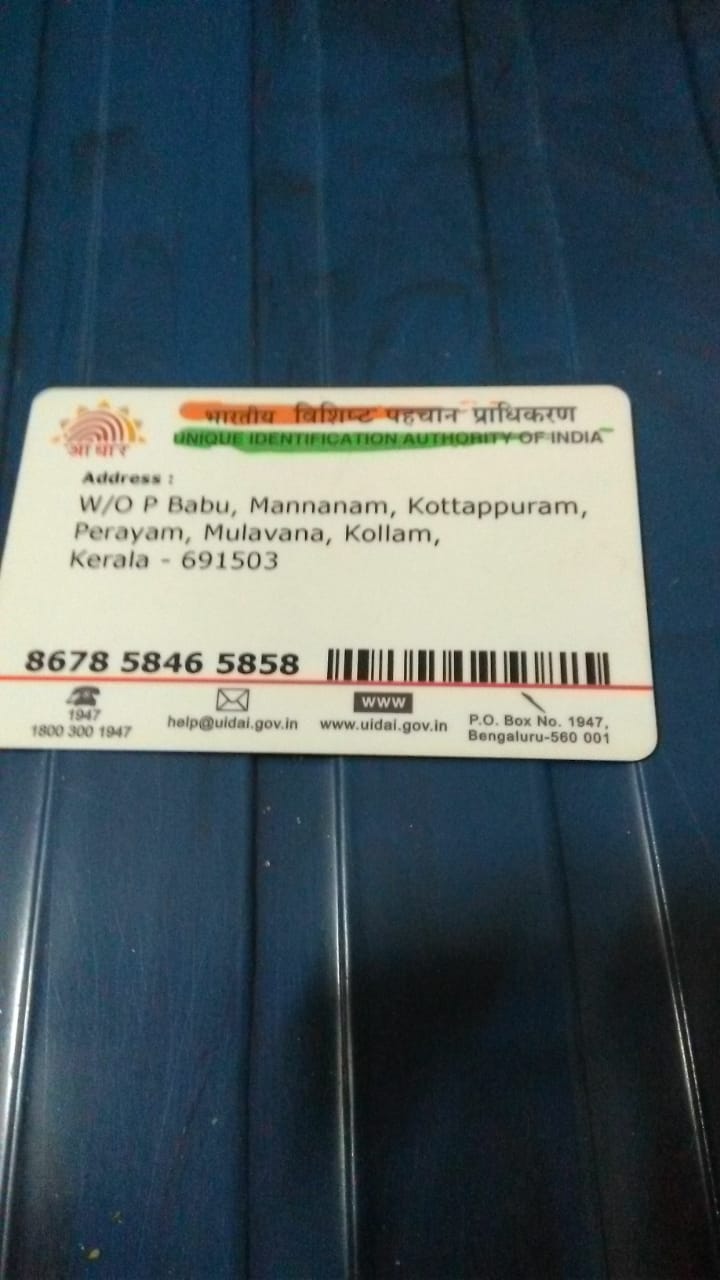 आधार
भारतीय विशिष्ट पहचान प्राधिकरण
UNIQUE IDENTIFICATION AUTHORITY OF INDIA
Address :
W/O P Babu, Mannanam, Kottappuram,
Perayam, Mulavana, Kollam,
Kerala - 691503
8678 5846 5858
1947
1800 300 1947
help@uidai.gov.in
WWW
www.uidai.gov.in
P.O. Box No. 1947,
Bengaluru-560 001